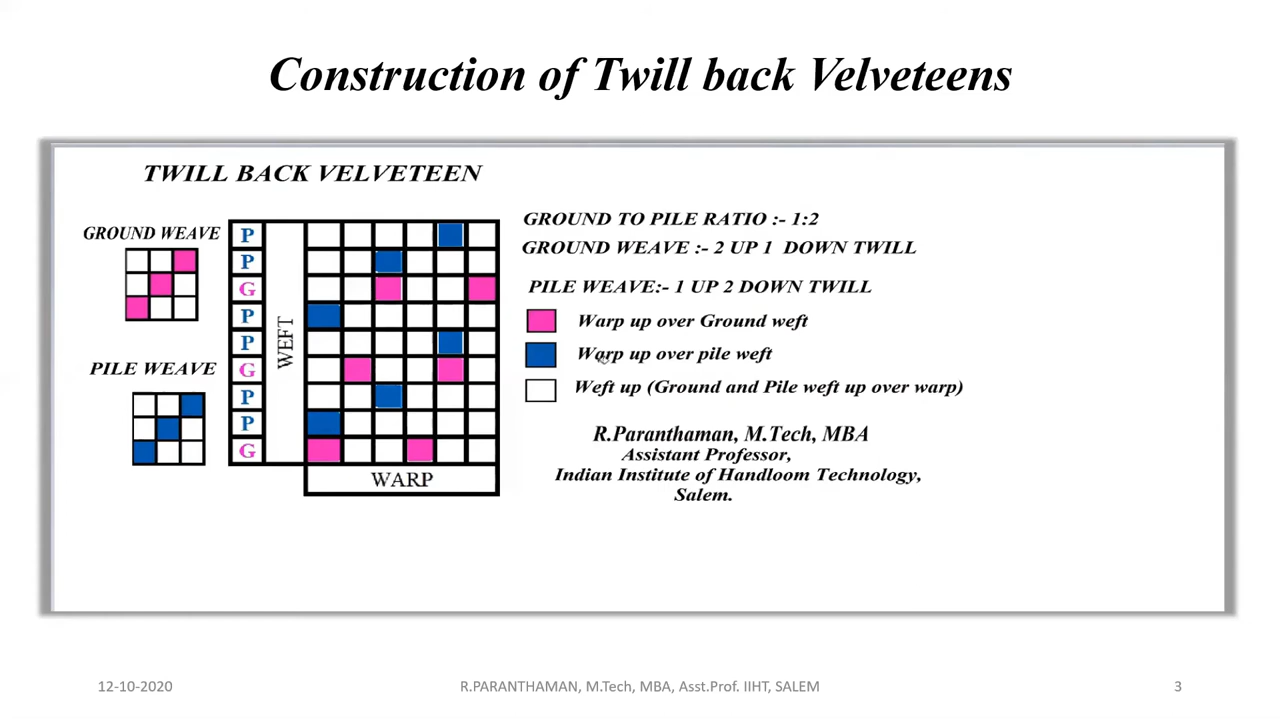 Construction of Twill back Velveteens
TWILL BACK VELVETEEN
GROUND WEAVE
PILE WEAVE
P
P
G
P
P
G
P
P
G
WEFT
WARP
GROUND TO PILE RATIO :- 1:2
GROUND WEAVE :- 2 UP 1 DOWN TWILL
PILE WEAVE:- 1 UP 2 DOWN TWILL
Warp up over Ground weft
Warp up over pile weft
Weft up (Ground and Pile weft up over warp)
R.Paranthaman, M.Tech, MBA
Assistant Professor,
Indian Institute of Handloom Technology,
Salem.
12-10-2020
R.PARANTHAMAN, M.Tech, MBA, Asst.Prof. IIHT, SALEM
3